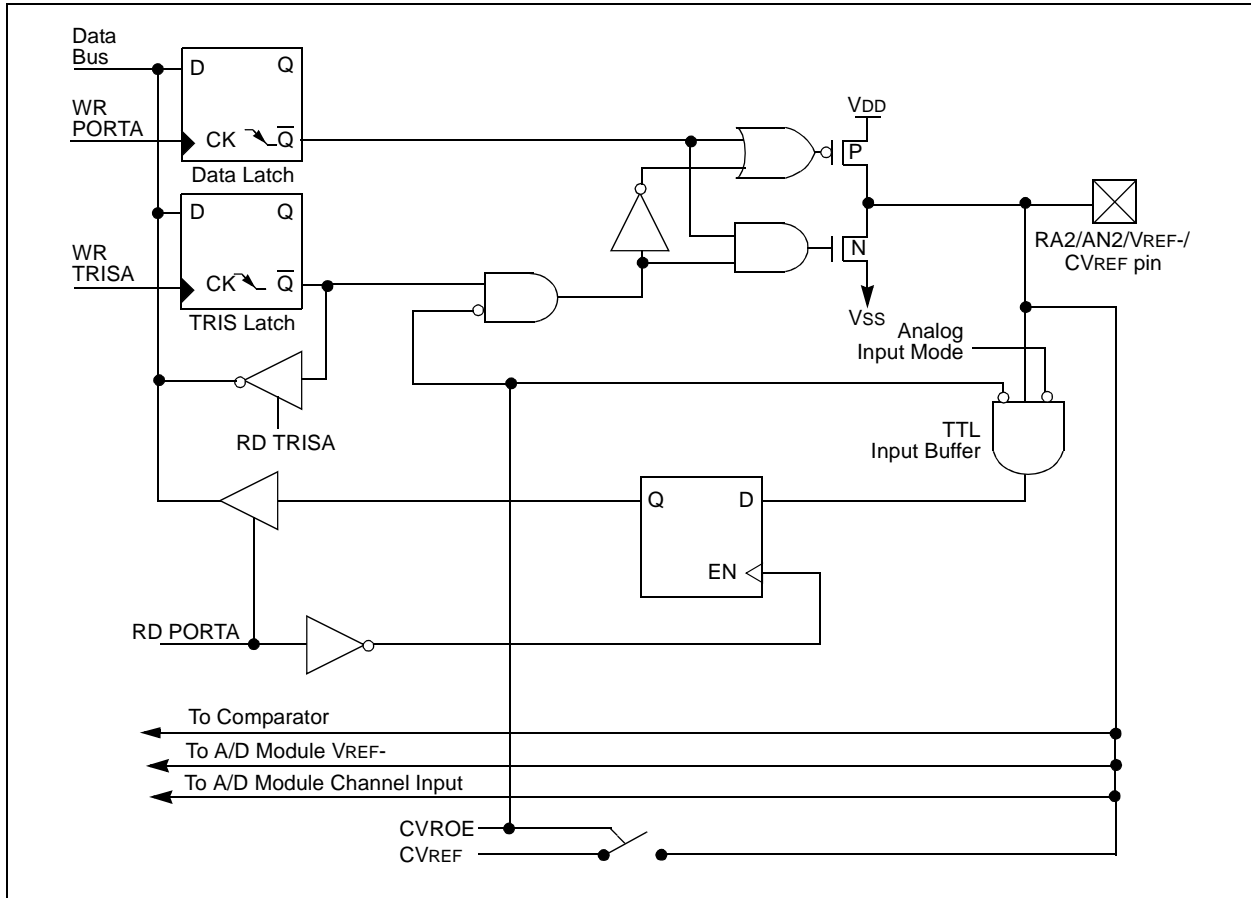 Data
Bus
D Q
WR
PORTA
CK Q
Data Latch
D Q
WR
TRISA
CK Q
TRIS Latch
RD TRISA
VDD
P
N
VSS
RA2/AN2/VREF-/
CVREF pin
Analog
Input Mode
TTL
Input Buffer
Q D
EN
RD PORTA
To Comparator
To A/D Module VREF-
To A/D Module Channel Input
CVROE
CVREF